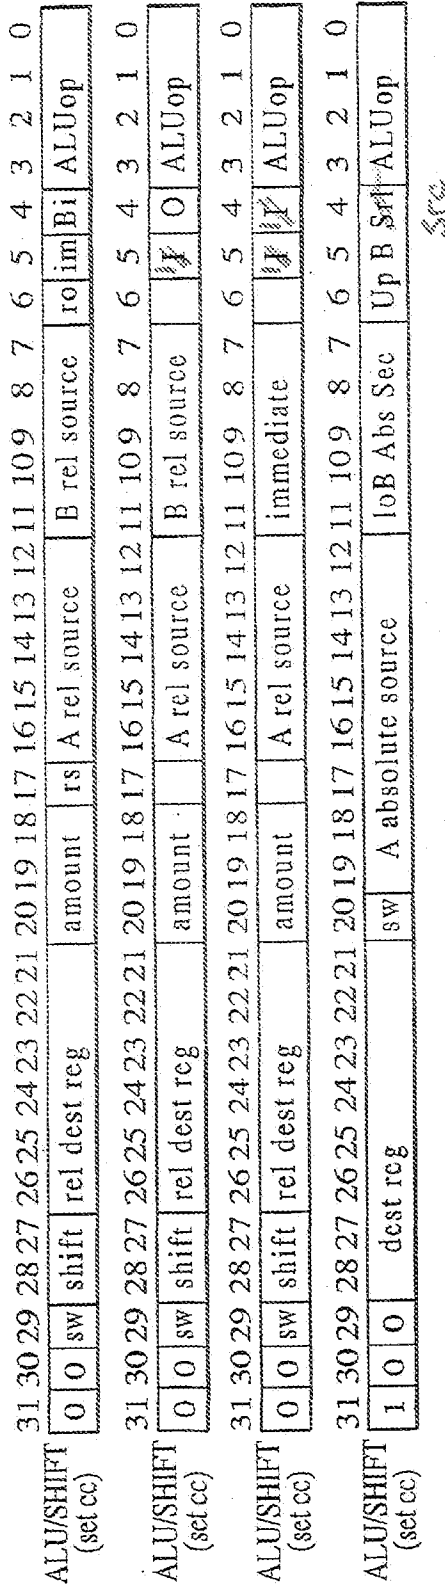 31 30 29 28 27 26 25 24 23 22 21 20 19 18 17 16 15 14 13 12 11 10 9 8 7 6 5 4 3 2 1 0
ALU/SHIFT 0 0 sw shift rel dest reg amount rs A rel source B rel source ro im Bi ALUop
(set cc)
31 30 29 28 27 26 25 24 23 22 21 20 19 18 17 16 15 14 13 12 11 10 9 8 7 6 5 4 3 2 1 0
ALU/SHIFT 0 0 sw shift rel dest reg amount A rel source B rel source 0 ALUop
(set cc)
31 30 29 28 27 26 25 24 23 22 21 20 19 18 17 16 15 14 13 12 11 10 9 8 7 6 5 4 3 2 1 0
ALU/SHIFT 0 0 sw shift rel dest reg amount A rel source immediate ALUop
(set cc)
31 30 29 28 27 26 25 24 23 22 21 20 19 18 17 16 15 14 13 12 11 10 9 8 7 6 5 4 3 2 1 0
ALU/SHIFT 1 0 0 dest reg sw A absolute source loB Abs Sec Up B ALUop
(set cc)